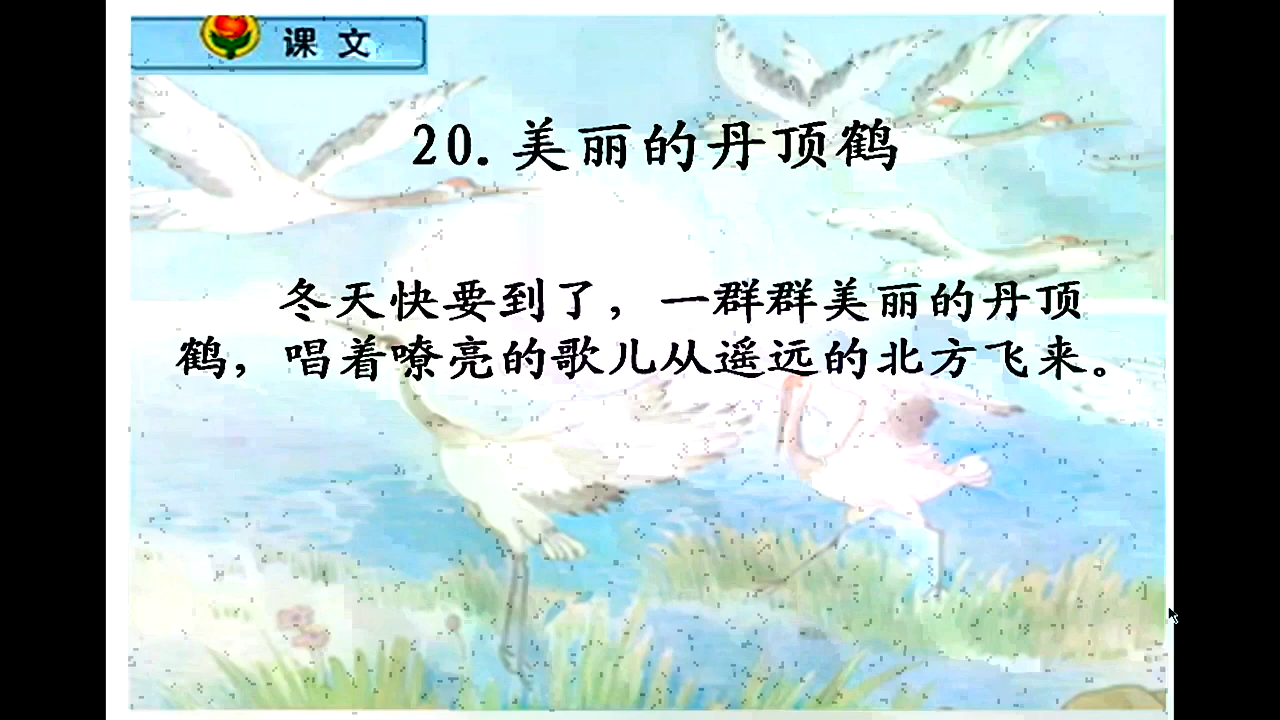 课文
20.美丽的丹顶鹤
冬天快要到了，一群群美丽的丹顶
鹤，唱着嘹亮的歌儿从遥远的北方飞来。